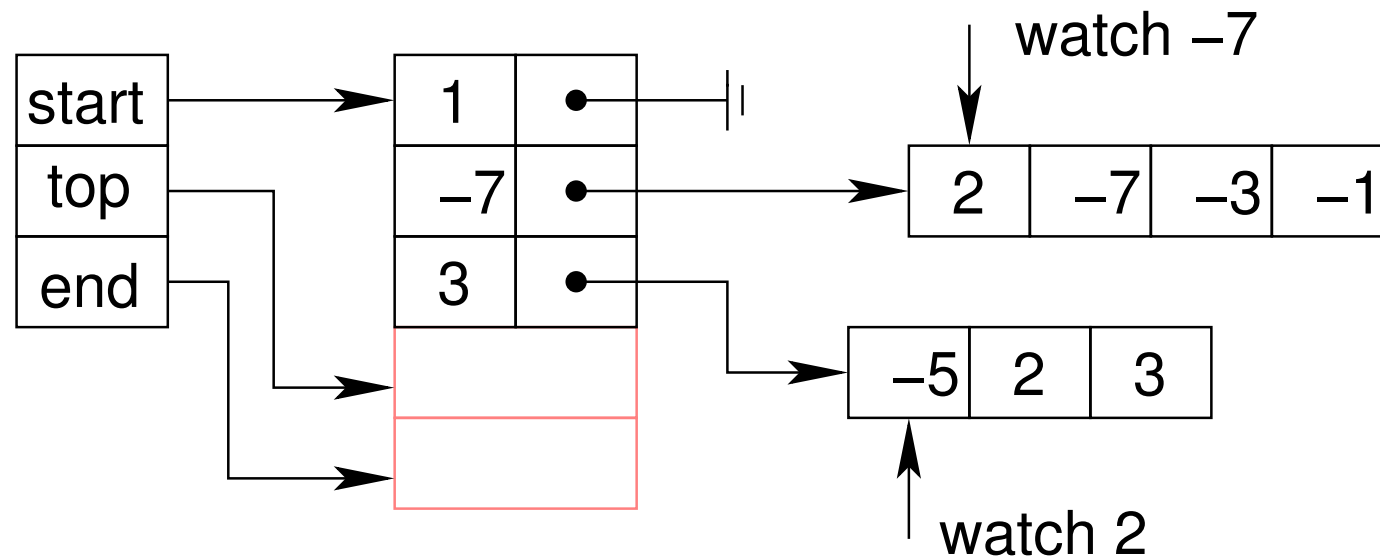 watch –7
start 1
top –7 2 –7 –3 –1
end 3
–5 2 3
watch 2